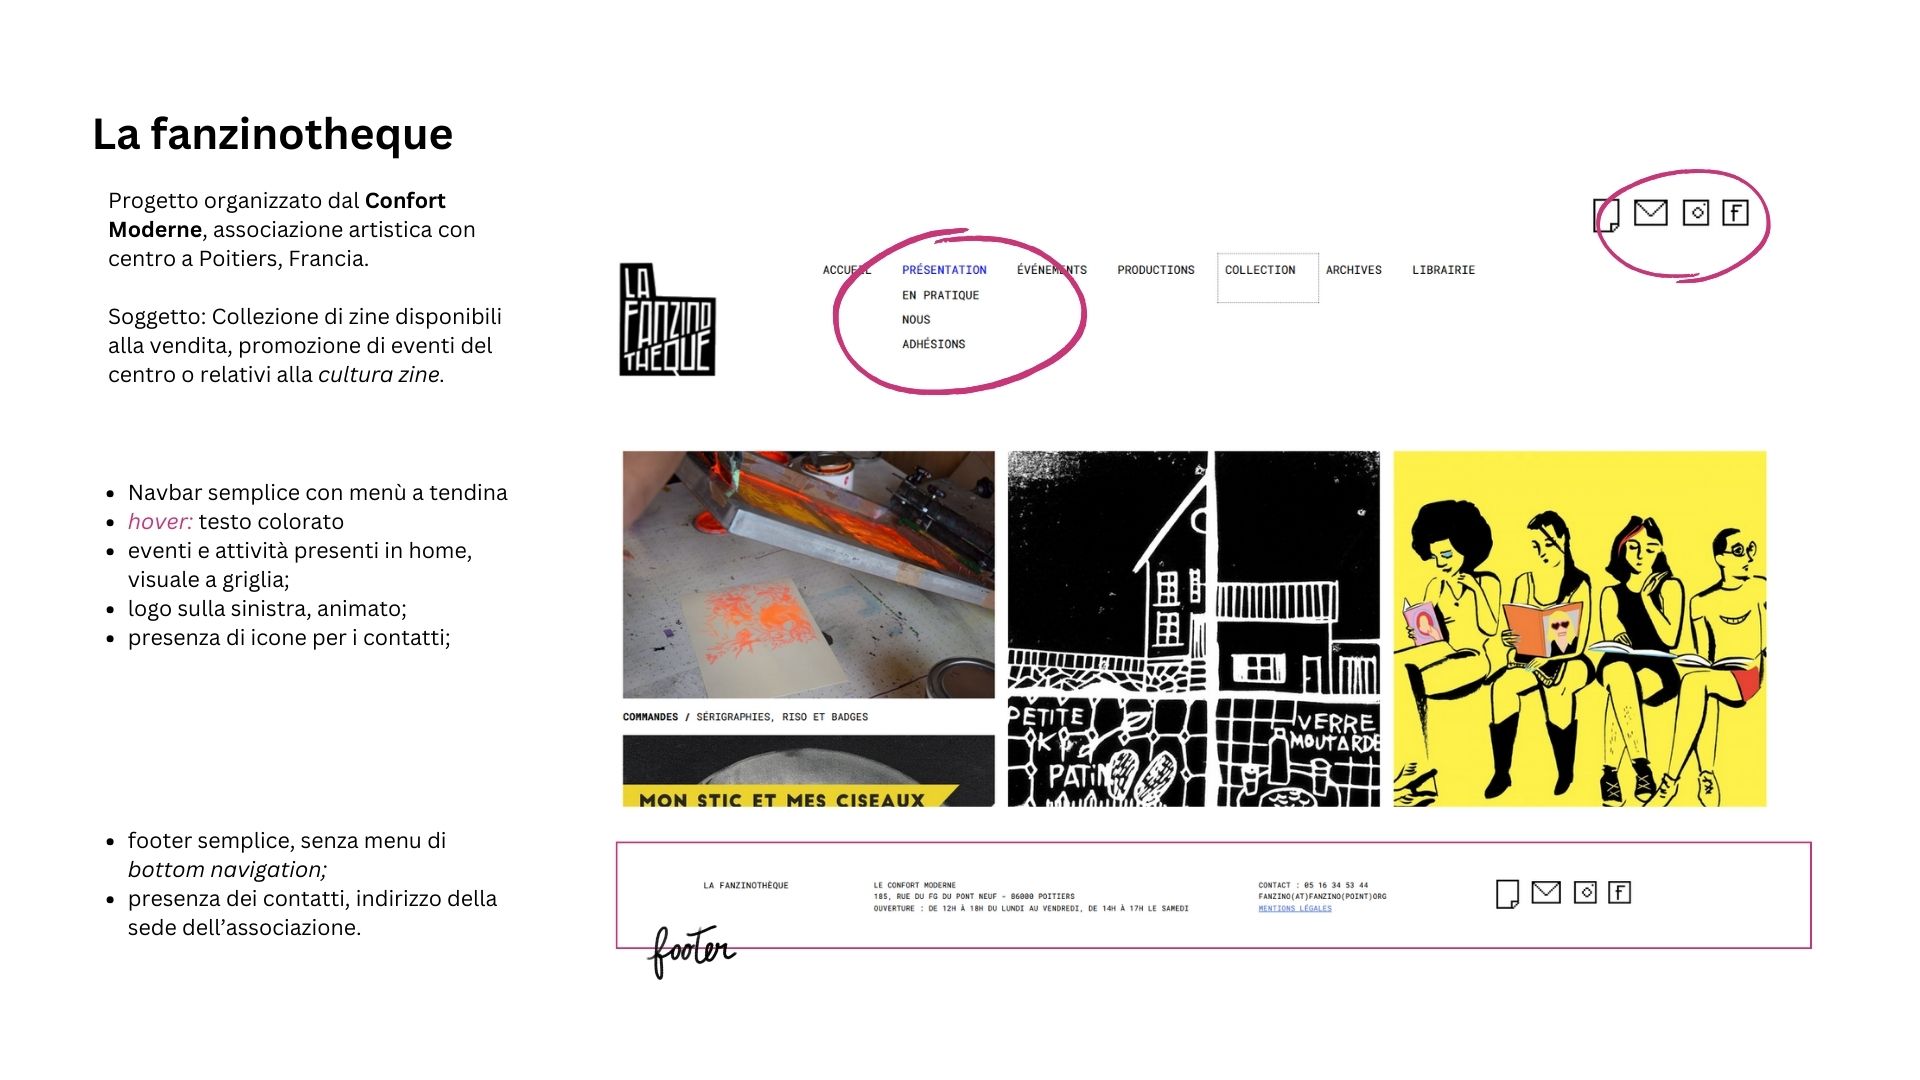 La fanzinotheque
Progetto organizzato dal Confort
Moderne, associazione artistica con
centro a Poitiers, Francia.
Soggetto: Collezione di zine disponibili
alla vendita, promozione di eventi del
centro o relativi alla cultura zine.
Navbar semplice con menù a tendina
hover: testo colorato
eventi e attività presenti in home,
visuale a griglia;
logo sulla sinistra, animato;
presenza di icone per i contatti;
footer semplice, senza menu di
bottom navigation;
presenza dei contatti, indirizzo della
sede dell’associazione.
LA
FANZINO
THEQUE
ACCUEIL PRÉSENTATION ÉVÉNEMENTS PRODUCTIONS COLLECTION ARCHIVES LIBRAIRIE
EN PRATIQUE
NOUS
ADHÉSIONS
COMMANDES / SÉRIGRAPHIES, RISO ET BADGES
MON STIC ET MES CISEAUX
PETITE
PATIN
VERRE
MOUTARDE
LA FANZINOTHÈQUE
LE CONFORT MODERNE
185, RUE DU FG DU PONT NEUF – 86000 POITIERS
OUVERTURE : DE 12H À 18H DU LUNDI AU VENDREDI, DE 14H À 17H LE SAMEDI
CONTACT : 05 16 34 53 44
FANZINO(AT)FANZINO(POINT)ORG
MENTIONS LÉGALES
footer